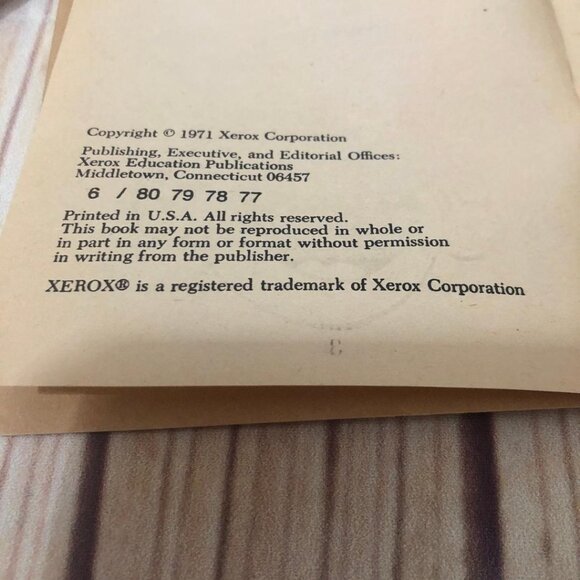 Copyright © 1971 Xerox Corporation
Publishing, Executive, and Editorial Offices:
Xerox Education Publications
Middletown, Connecticut 06457
6 / 80 79 78 77
Printed in U.S.A. All rights reserved.
This book may not be reproduced in whole or
in part in any form or format without permission
in writing from the publisher.
XEROX® is a registered trademark of Xerox Corporation